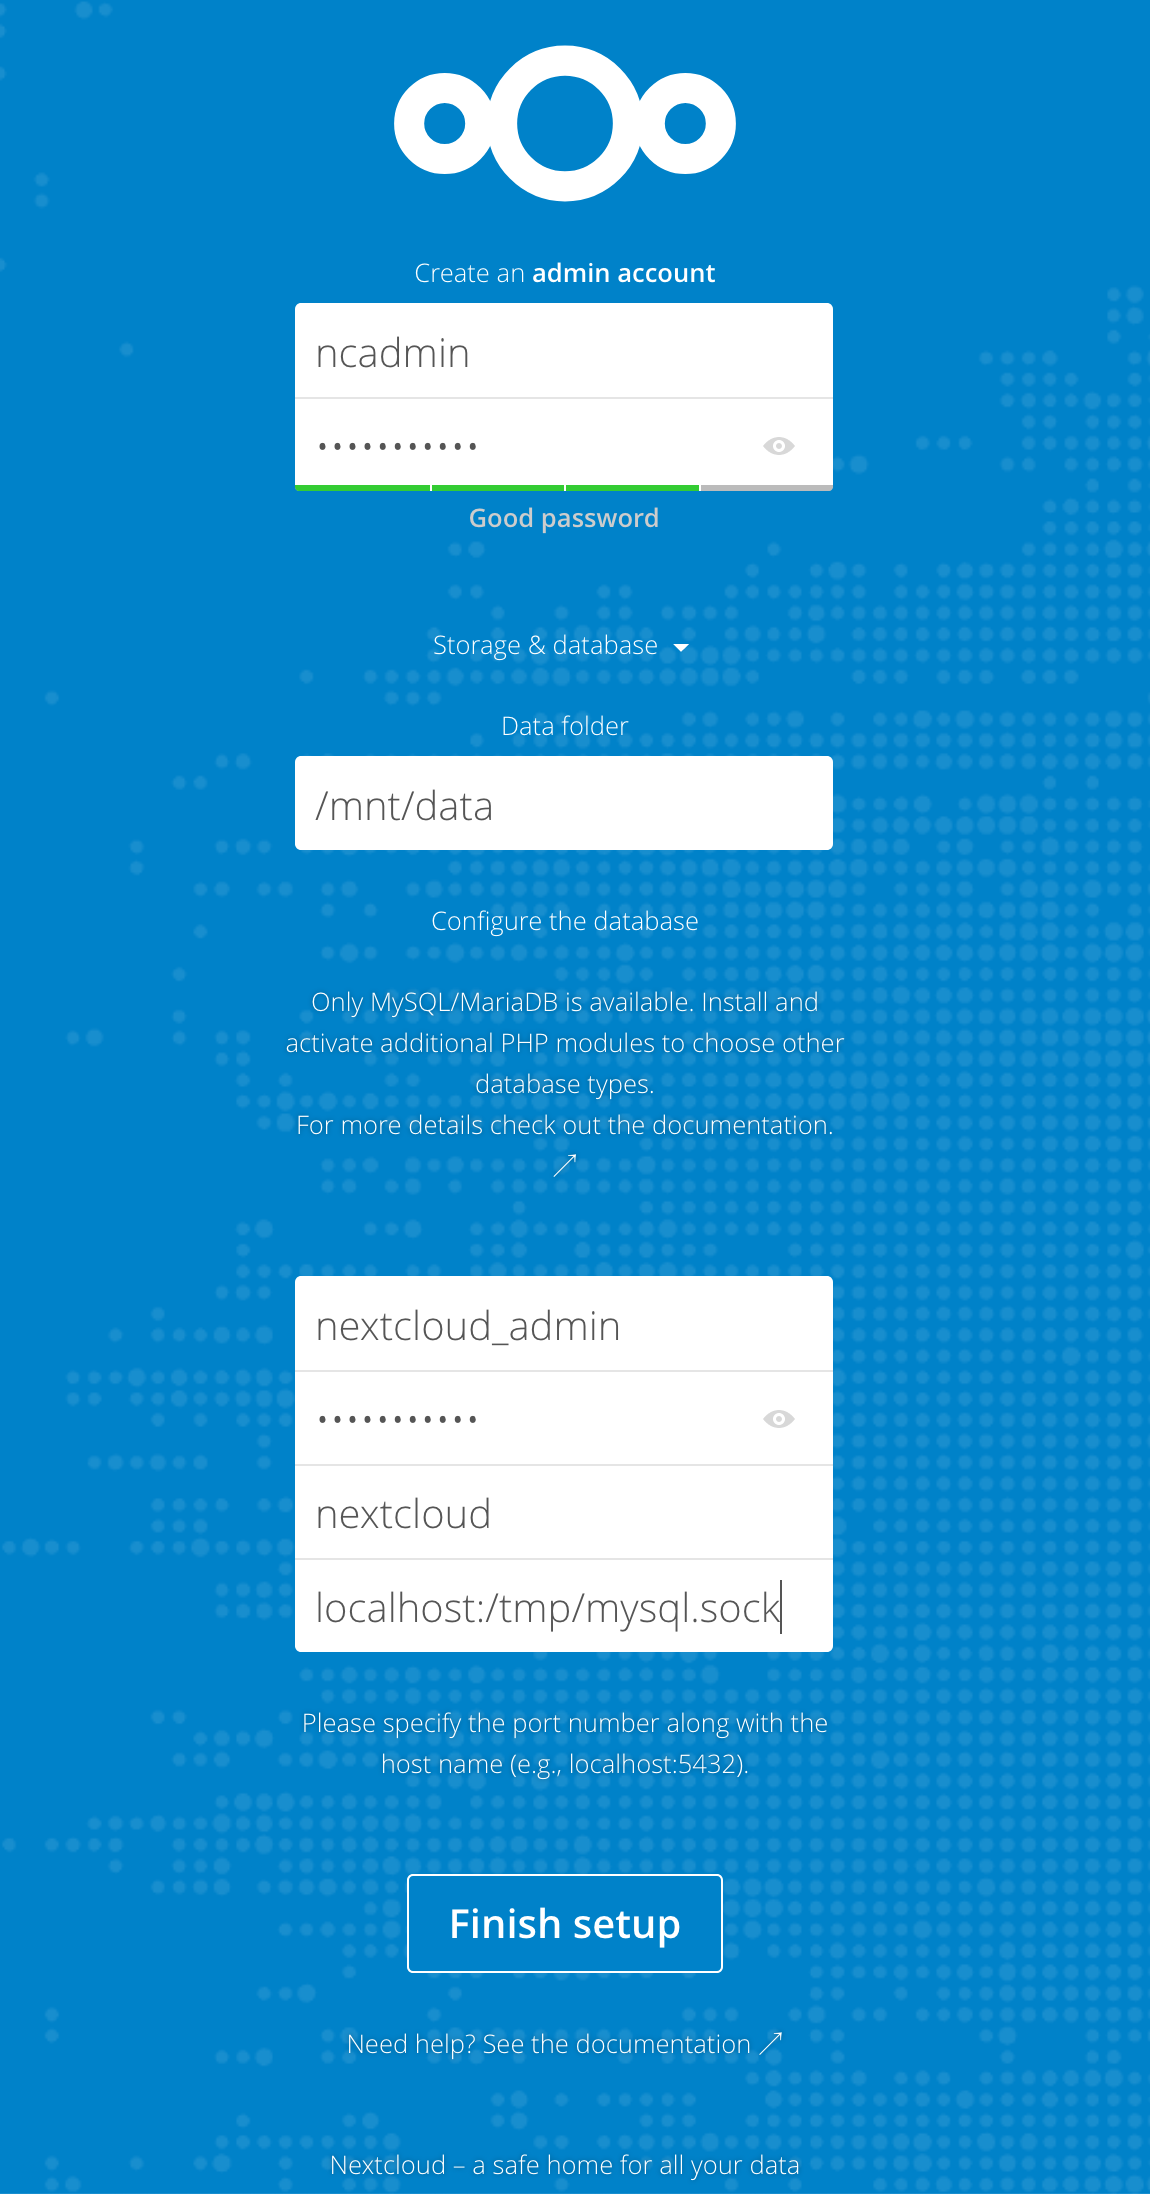 Create an admin account
ncadmin
•••••••••••
Good password
Storage & database
Data folder
/mnt/data
Configure the database
Only MySQL/MariaDB is available. Install and
activate additional PHP modules to choose other
database types.
For more details check out the documentation.
↗
nextcloud_admin
•••••••••••
nextcloud
localhost:/tmp/mysql.sock
Please specify the port number along with the
host name (e.g., localhost:5432).
Finish setup
Need help? See the documentation ↗
Nextcloud – a safe home for all your data